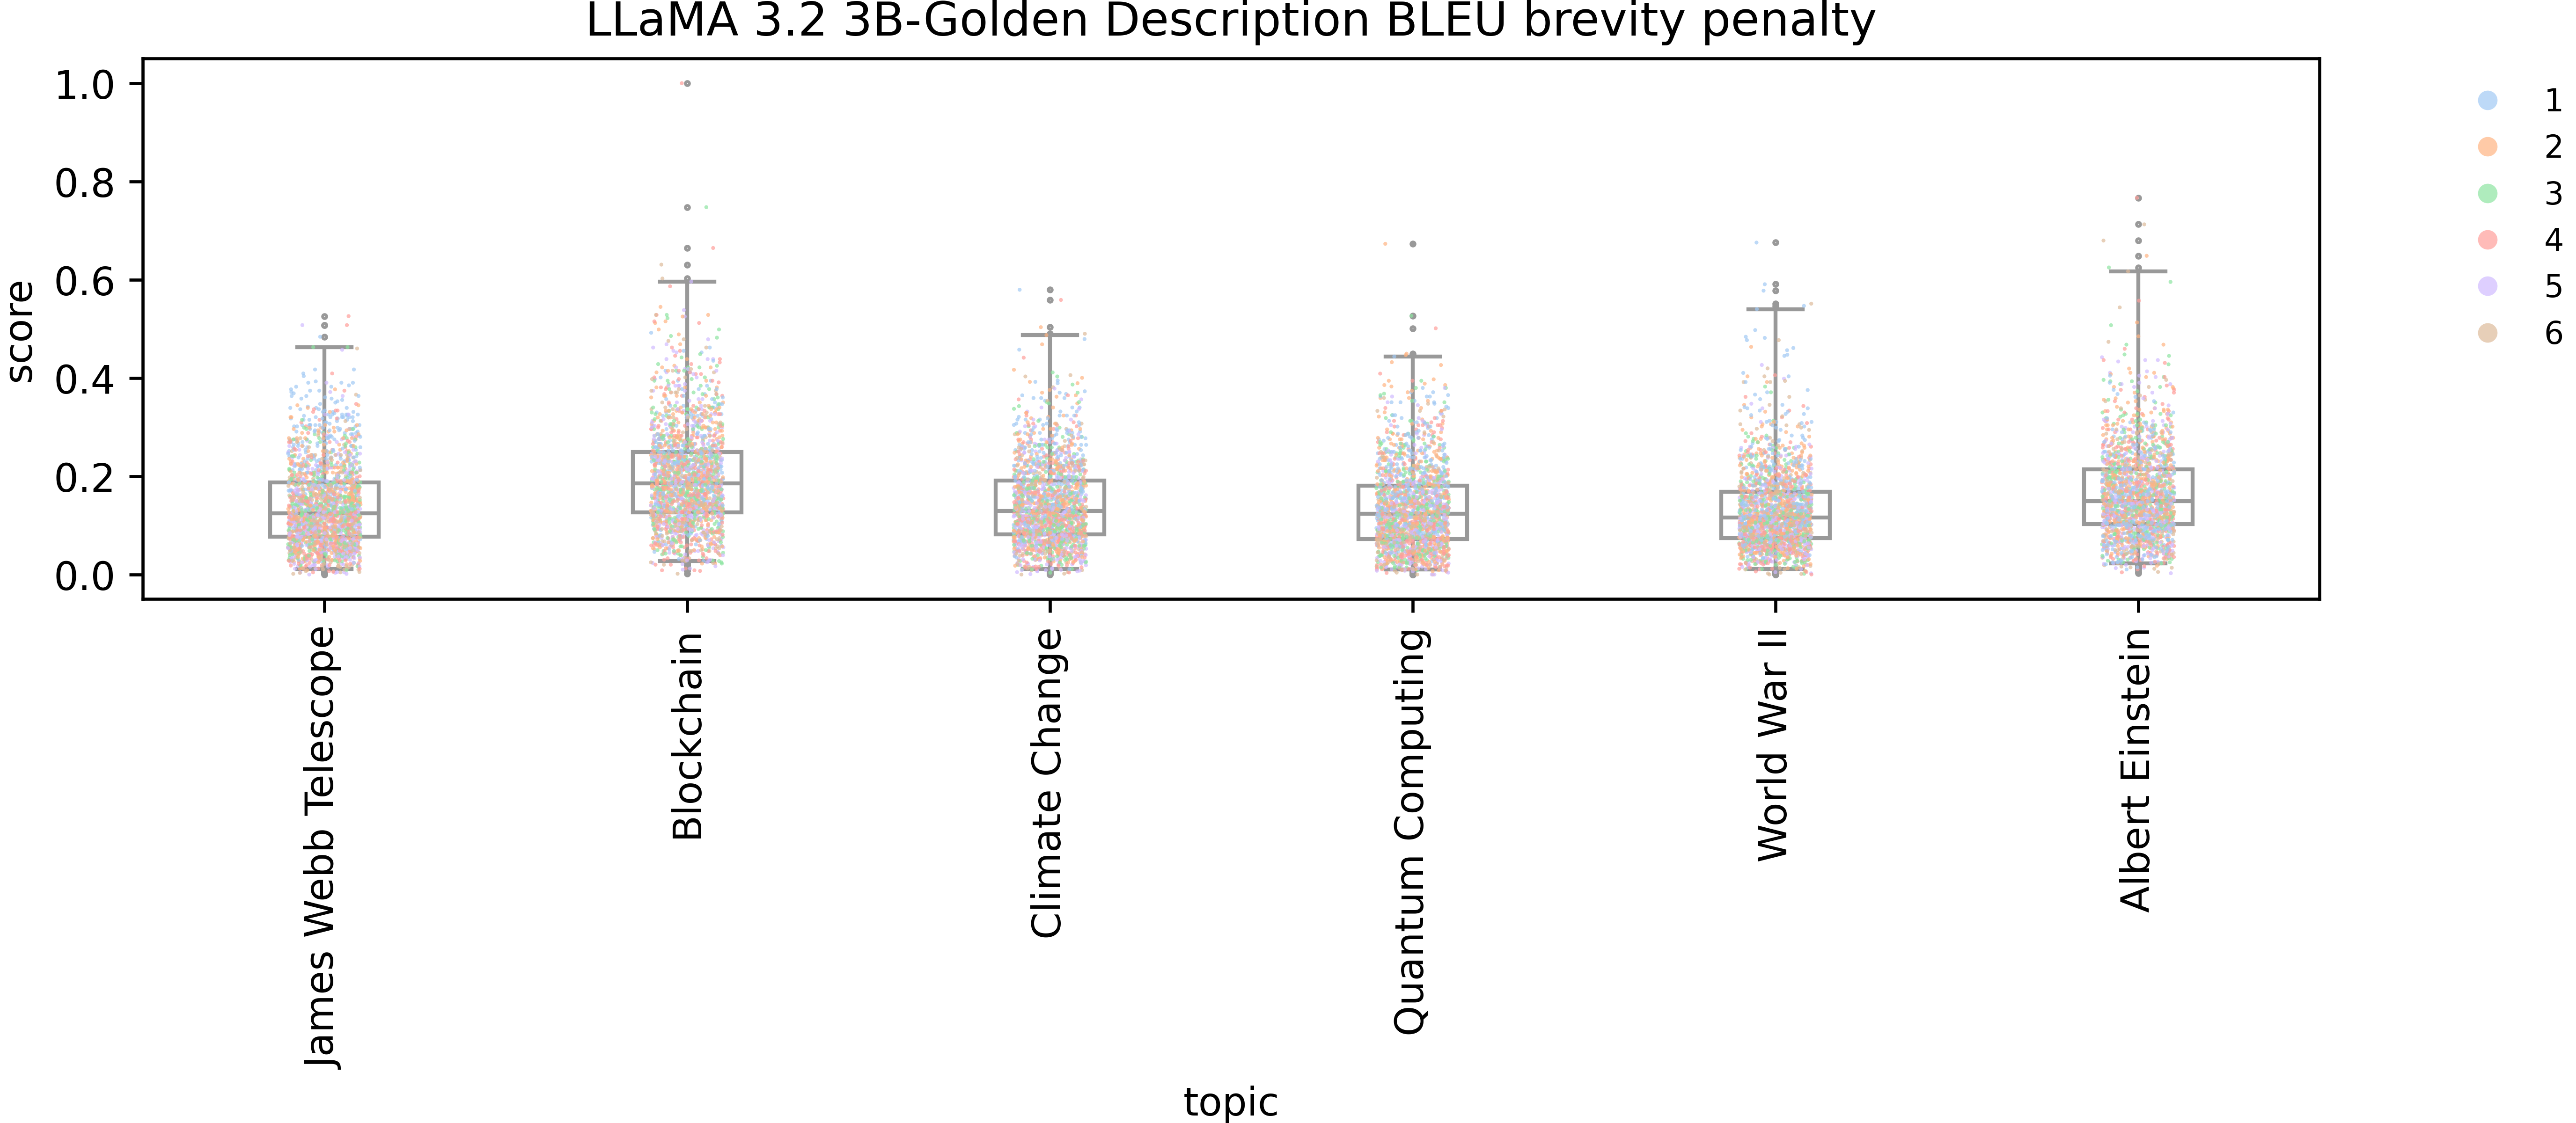 LLaMA 3.2 3B-Golden Description BLEU brevity penalty
score
1.0
0.8
0.6
0.4
0.2
0.0
James Webb Telescope
Blockchain
Climate Change
Quantum Computing
World War II
Albert Einstein
topic
1
2
3
4
5
6